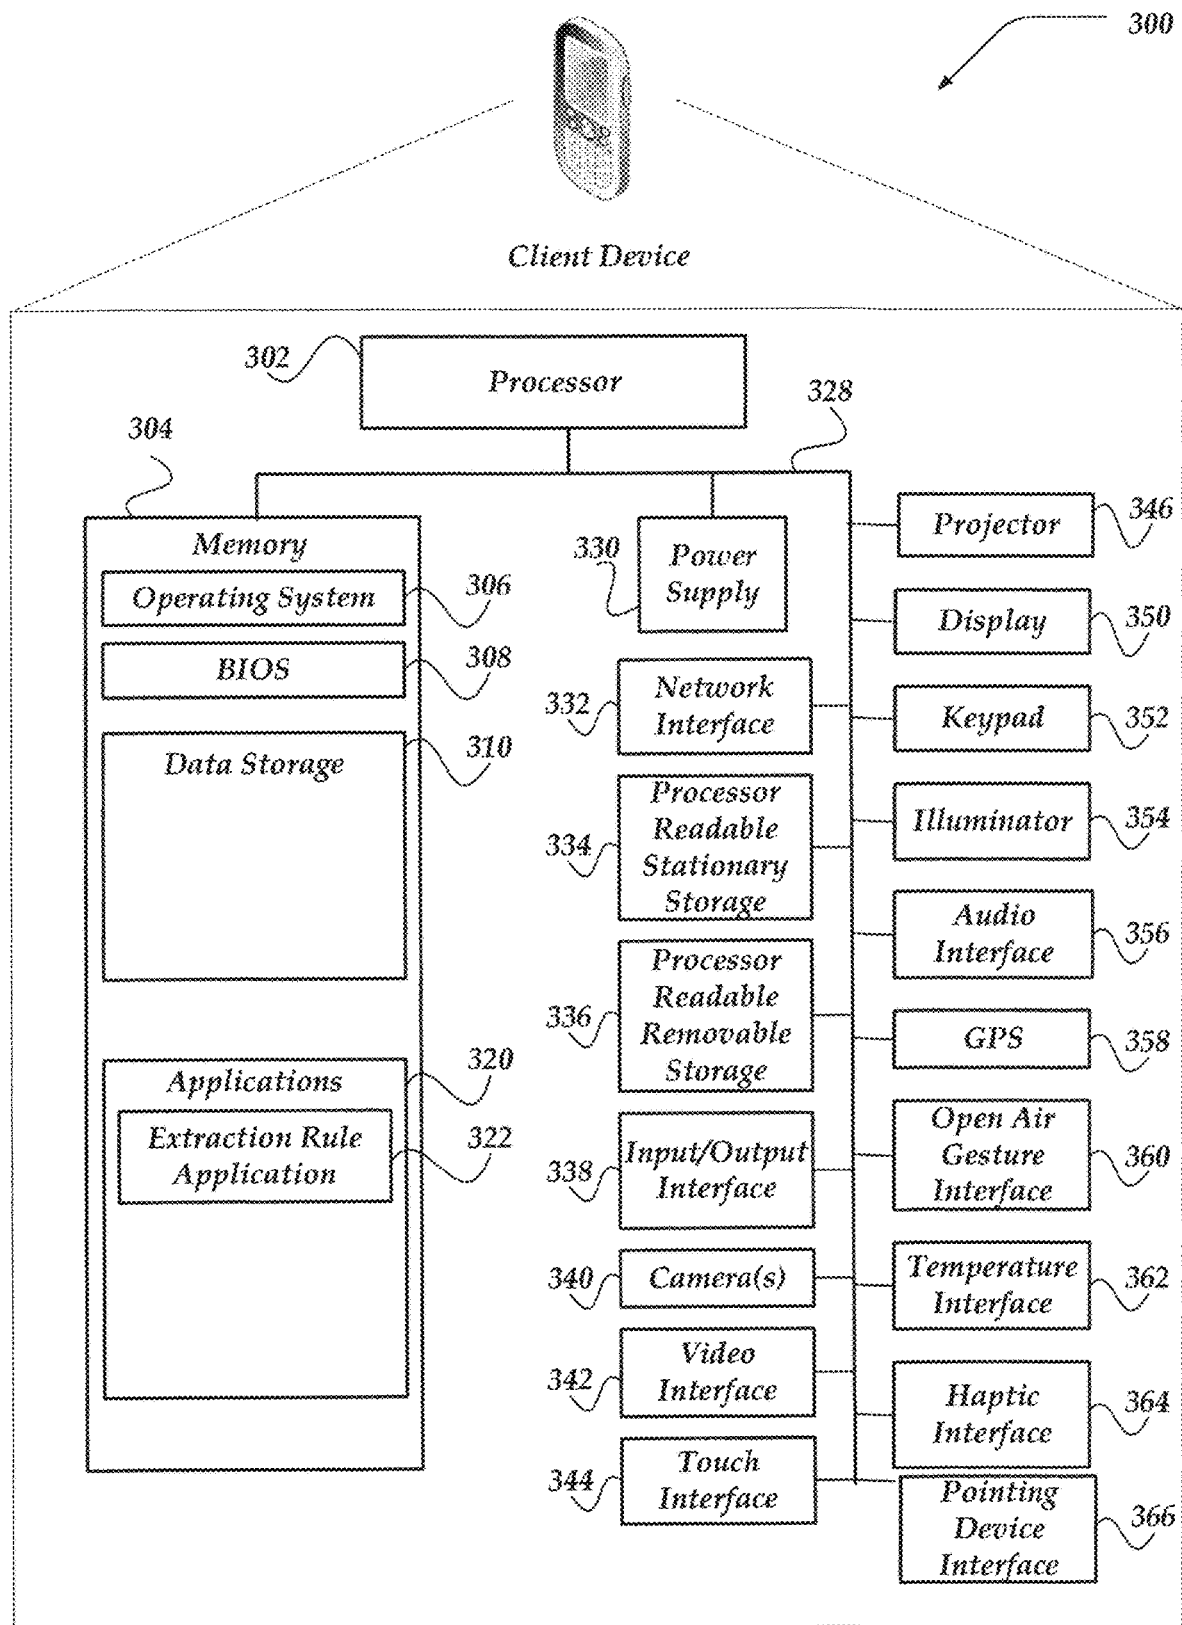 300
Client Device
302
Processor
328
304
Memory
Operating System
306
BIOS
308
Data Storage
310
Applications
320
Extraction Rule
Application
322
330
Power
Supply
332
Network
Interface
334
Processor
Readable
Stationary
Storage
336
Processor
Readable
Removable
Storage
338
Input/Output
Interface
340
Camera(s)
342
Video
Interface
344
Touch
Interface
Projector
346
Display
350
Keypad
352
Illuminator
354
Audio
Interface
356
GPS
358
Open Air
Gesture
Interface
360
Temperature
Interface
362
Haptic
Interface
364
Pointing
Device
Interface
366